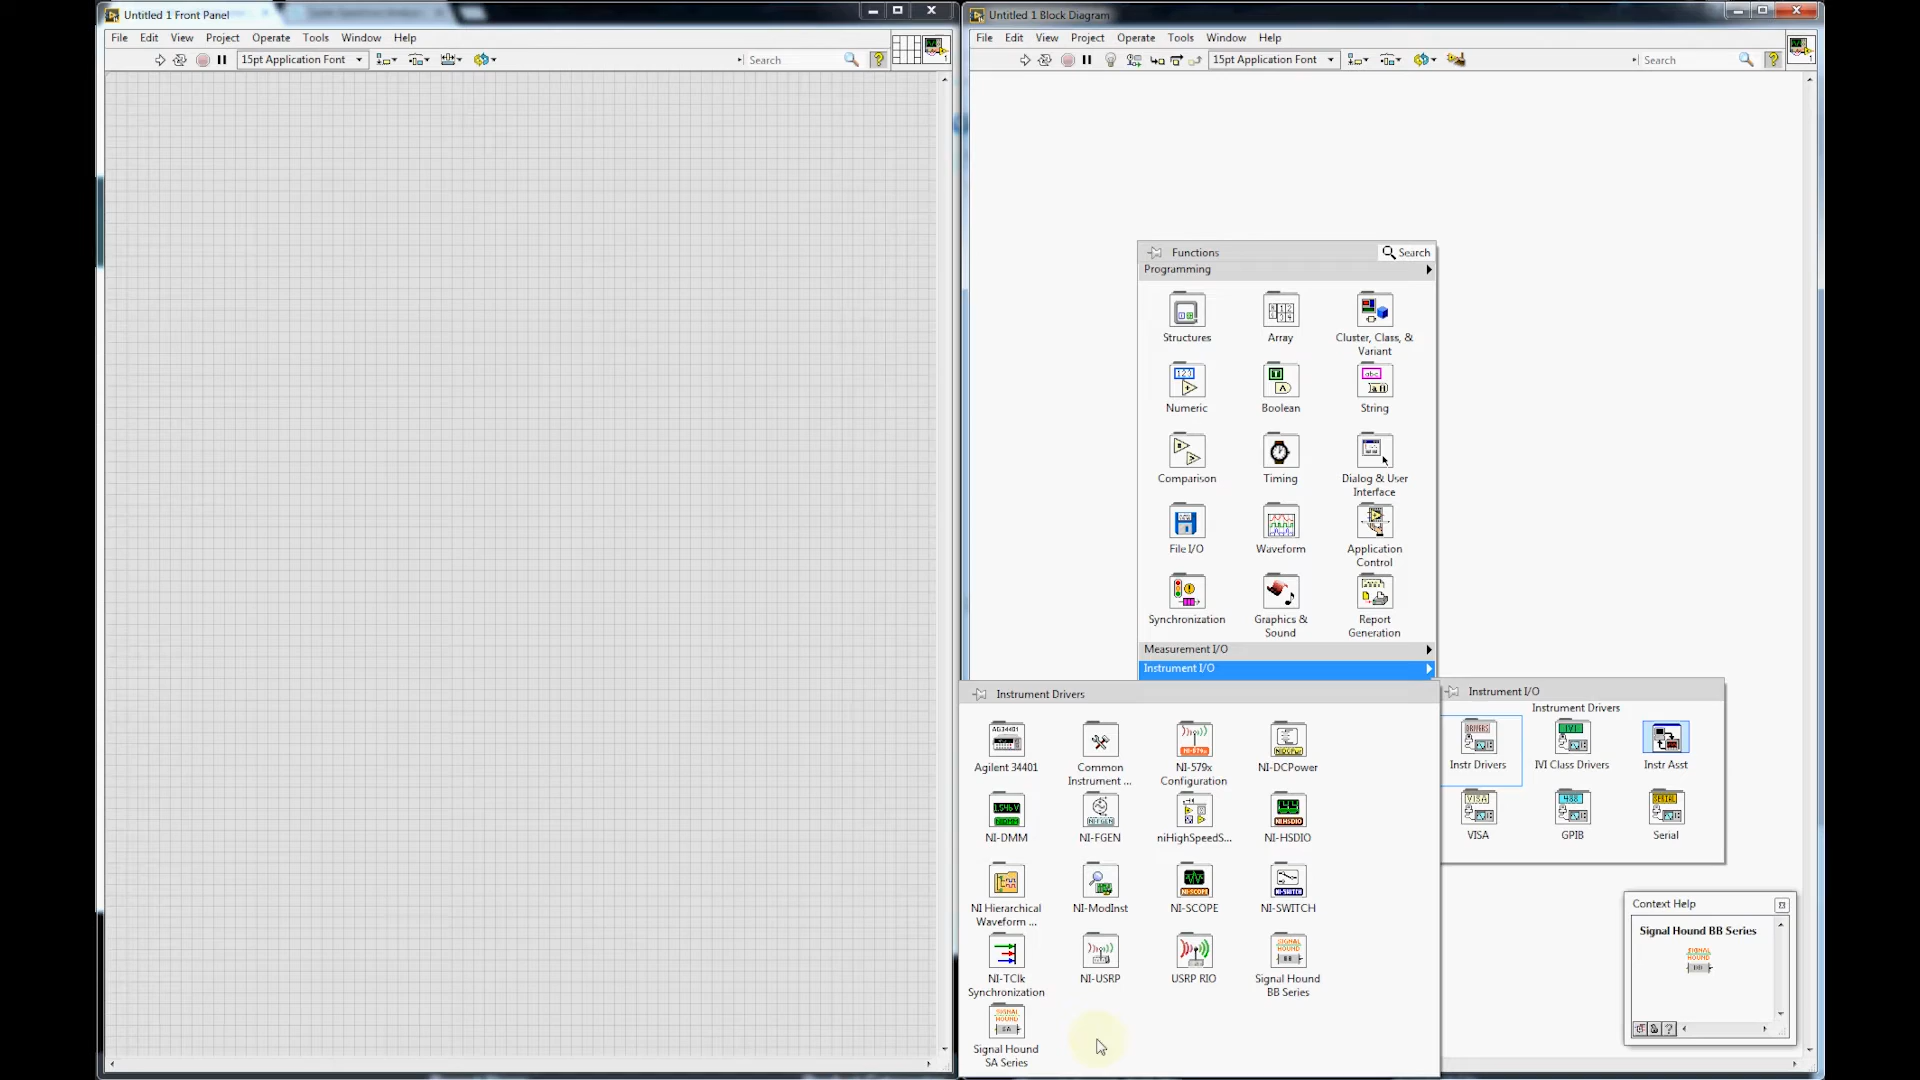 Untitled 1 Front Panel
File Edit View Project Operate Tools Window Help
15pt Application Font
Search
Untitled 1 Block Diagram
File Edit View Project Operate Tools Window Help
15pt Application Font
Search
Functions
Search
Programming
Structures
Array
Cluster, Class, &
Variant
Numeric
Boolean
String
Comparison
Timing
Dialog & User
Interface
File I/O
Waveform
Application
Control
Synchronization
Graphics &
Sound
Report
Generation
Measurement I/O
Instrument I/O
Instrument Drivers
Agilent 34401
Common
Instrument ...
NI-579x
Configuration
NI-DCPower
NI-DMM
NI-FGEN
niHighSpeedS...
NI-HSDIO
NI Hierarchical
Waveform ...
NI-ModInst
NI-SCOPE
NI-SWITCH
NI-TClk
Synchronization
NI-USRP
USRP RIO
Signal Hound
BB Series
Signal Hound
SA Series
Instrument I/O
Instrument Drivers
Instr Drivers
IVI Class Drivers
Instr Asst
VISA
GPIB
Serial
Context Help
Signal Hound BB Series
SIGNAL
HOUND